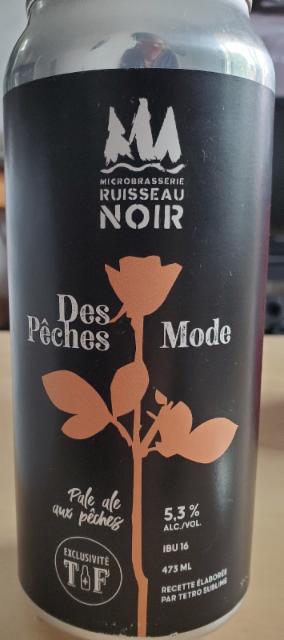 MICROBRASSERIE
RUISSEAU
NOIR
Des
Pêches Mode
Pale ale
aux pêches
EXCLUSIVITÉ
TAF
5,3 %
ALC./VOL.
IBU 16
473 ML
RECETTE ÉLABORÉE
PAR TETRO SUBLIME